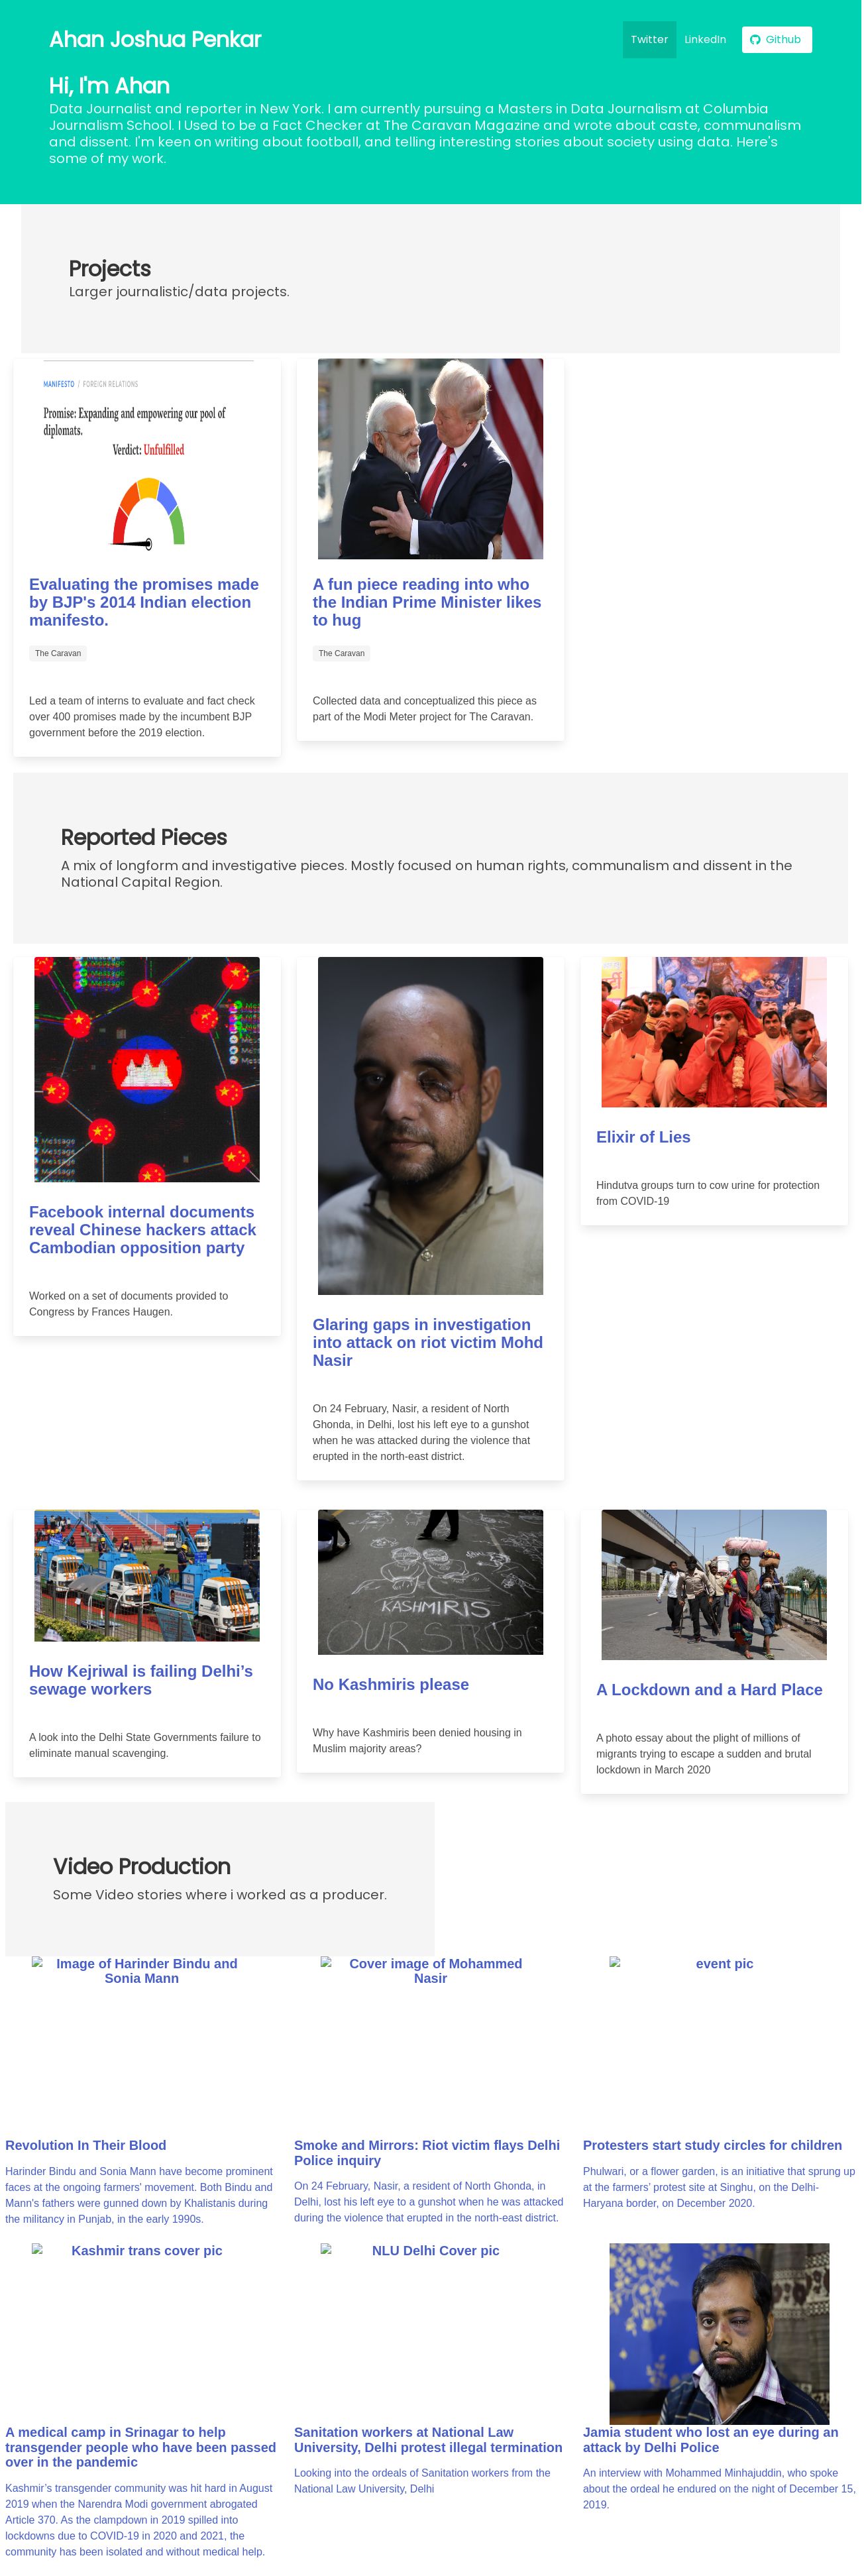 Ahan Joshua Penkar
Twitter
LinkedIn
Github
Hi, I'm Ahan
Data Journalist and reporter in New York. I am currently pursuing a Masters in Data Journalism at Columbia
Journalism School. I Used to be a Fact Checker at The Caravan Magazine and wrote about caste, communalism
and dissent. I'm keen on writing about football, and telling interesting stories about society using data. Here's
some of my work.
Projects
Larger journalistic/data projects.
MANIFESTO / FOREIGN RELATIONS
Promise: Expanding and empowering our pool of
diplomats.
Verdict: Unfulfilled
Evaluating the promises made
by BJP's 2014 Indian election
manifesto.
The Caravan
Led a team of interns to evaluate and fact check
over 400 promises made by the incumbent BJP
government before the 2019 election.
A fun piece reading into who
the Indian Prime Minister likes
to hug
The Caravan
Collected data and conceptualized this piece as
part of the Modi Meter project for The Caravan.
Reported Pieces
A mix of longform and investigative pieces. Mostly focused on human rights, communalism and dissent in the
National Capital Region.
Message
Message
Message
Message
Message
Facebook internal documents
reveal Chinese hackers attack
Cambodian opposition party
Worked on a set of documents provided to
Congress by Frances Haugen.
Glaring gaps in investigation
into attack on riot victim Mohd
Nasir
On 24 February, Nasir, a resident of North
Ghonda, in Delhi, lost his left eye to a gunshot
when he was attacked during the violence that
erupted in the north-east district.
Elixir of Lies
Hindutva groups turn to cow urine for protection
from COVID-19
How Kejriwal is failing Delhi’s
sewage workers
A look into the Delhi State Governments failure to
eliminate manual scavenging.
KASHMIRIS
OUR STRUGG
No Kashmiris please
Why have Kashmiris been denied housing in
Muslim majority areas?
A Lockdown and a Hard Place
A photo essay about the plight of millions of
migrants trying to escape a sudden and brutal
lockdown in March 2020
Video Production
Some Video stories where i worked as a producer.
Image of Harinder Bindu and
Sonia Mann
Revolution In Their Blood
Harinder Bindu and Sonia Mann have become prominent
faces at the ongoing farmers' movement. Both Bindu and
Mann's fathers were gunned down by Khalistanis during
the militancy in Punjab, in the early 1990s.
Cover image of Mohammed
Nasir
Smoke and Mirrors: Riot victim flays Delhi
Police inquiry
On 24 February, Nasir, a resident of North Ghonda, in
Delhi, lost his left eye to a gunshot when he was attacked
during the violence that erupted in the north-east district.
event pic
Protesters start study circles for children
Phulwari, or a flower garden, is an initiative that sprung up
at the farmers’ protest site at Singhu, on the Delhi-
Haryana border, on December 2020.
Kashmir trans cover pic
A medical camp in Srinagar to help
transgender people who have been passed
over in the pandemic
Kashmir’s transgender community was hit hard in August
2019 when the Narendra Modi government abrogated
Article 370. As the clampdown in 2019 spilled into
lockdowns due to COVID-19 in 2020 and 2021, the
community has been isolated and without medical help.
NLU Delhi Cover pic
Sanitation workers at National Law
University, Delhi protest illegal termination
Looking into the ordeals of Sanitation workers from the
National Law University, Delhi
Jamia student who lost an eye during an
attack by Delhi Police
An interview with Mohammed Minhajuddin, who spoke
about the ordeal he endured on the night of December 15,
2019.